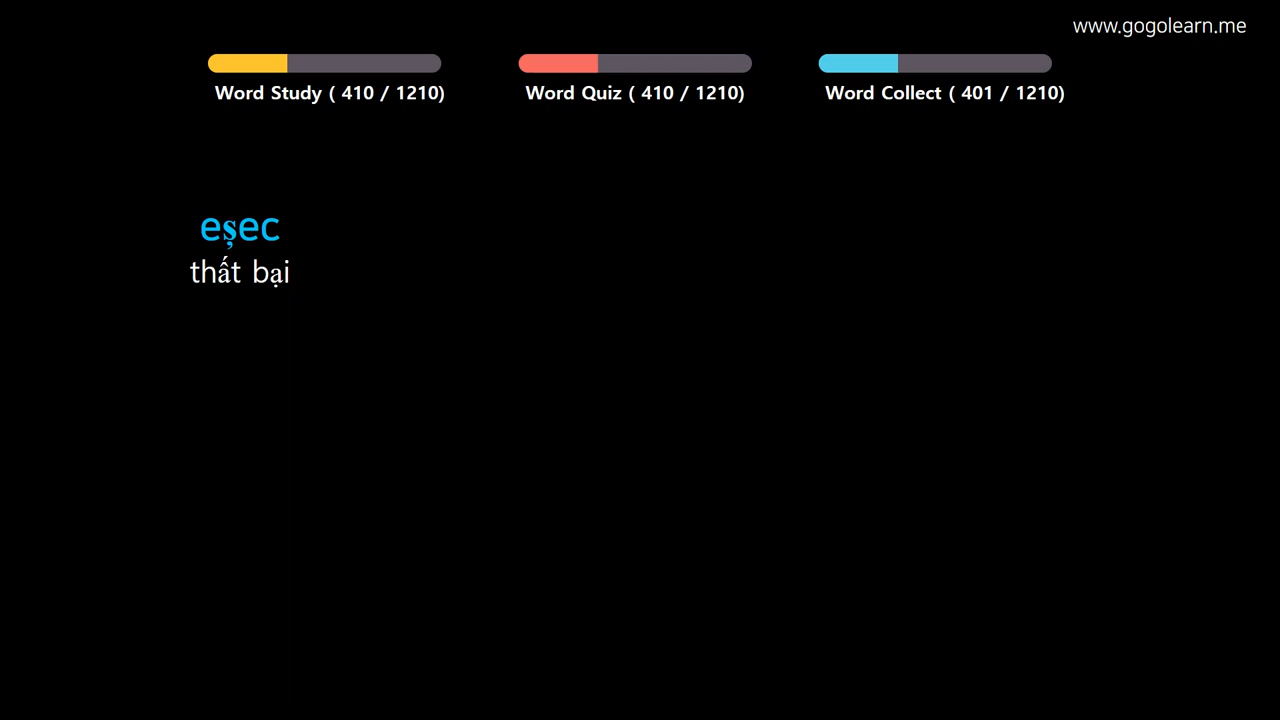 www.gogolearn.me
Word Study ( 410 / 1210)
Word Quiz ( 410 / 1210)
Word Collect ( 401 / 1210)
eșec
thất bại